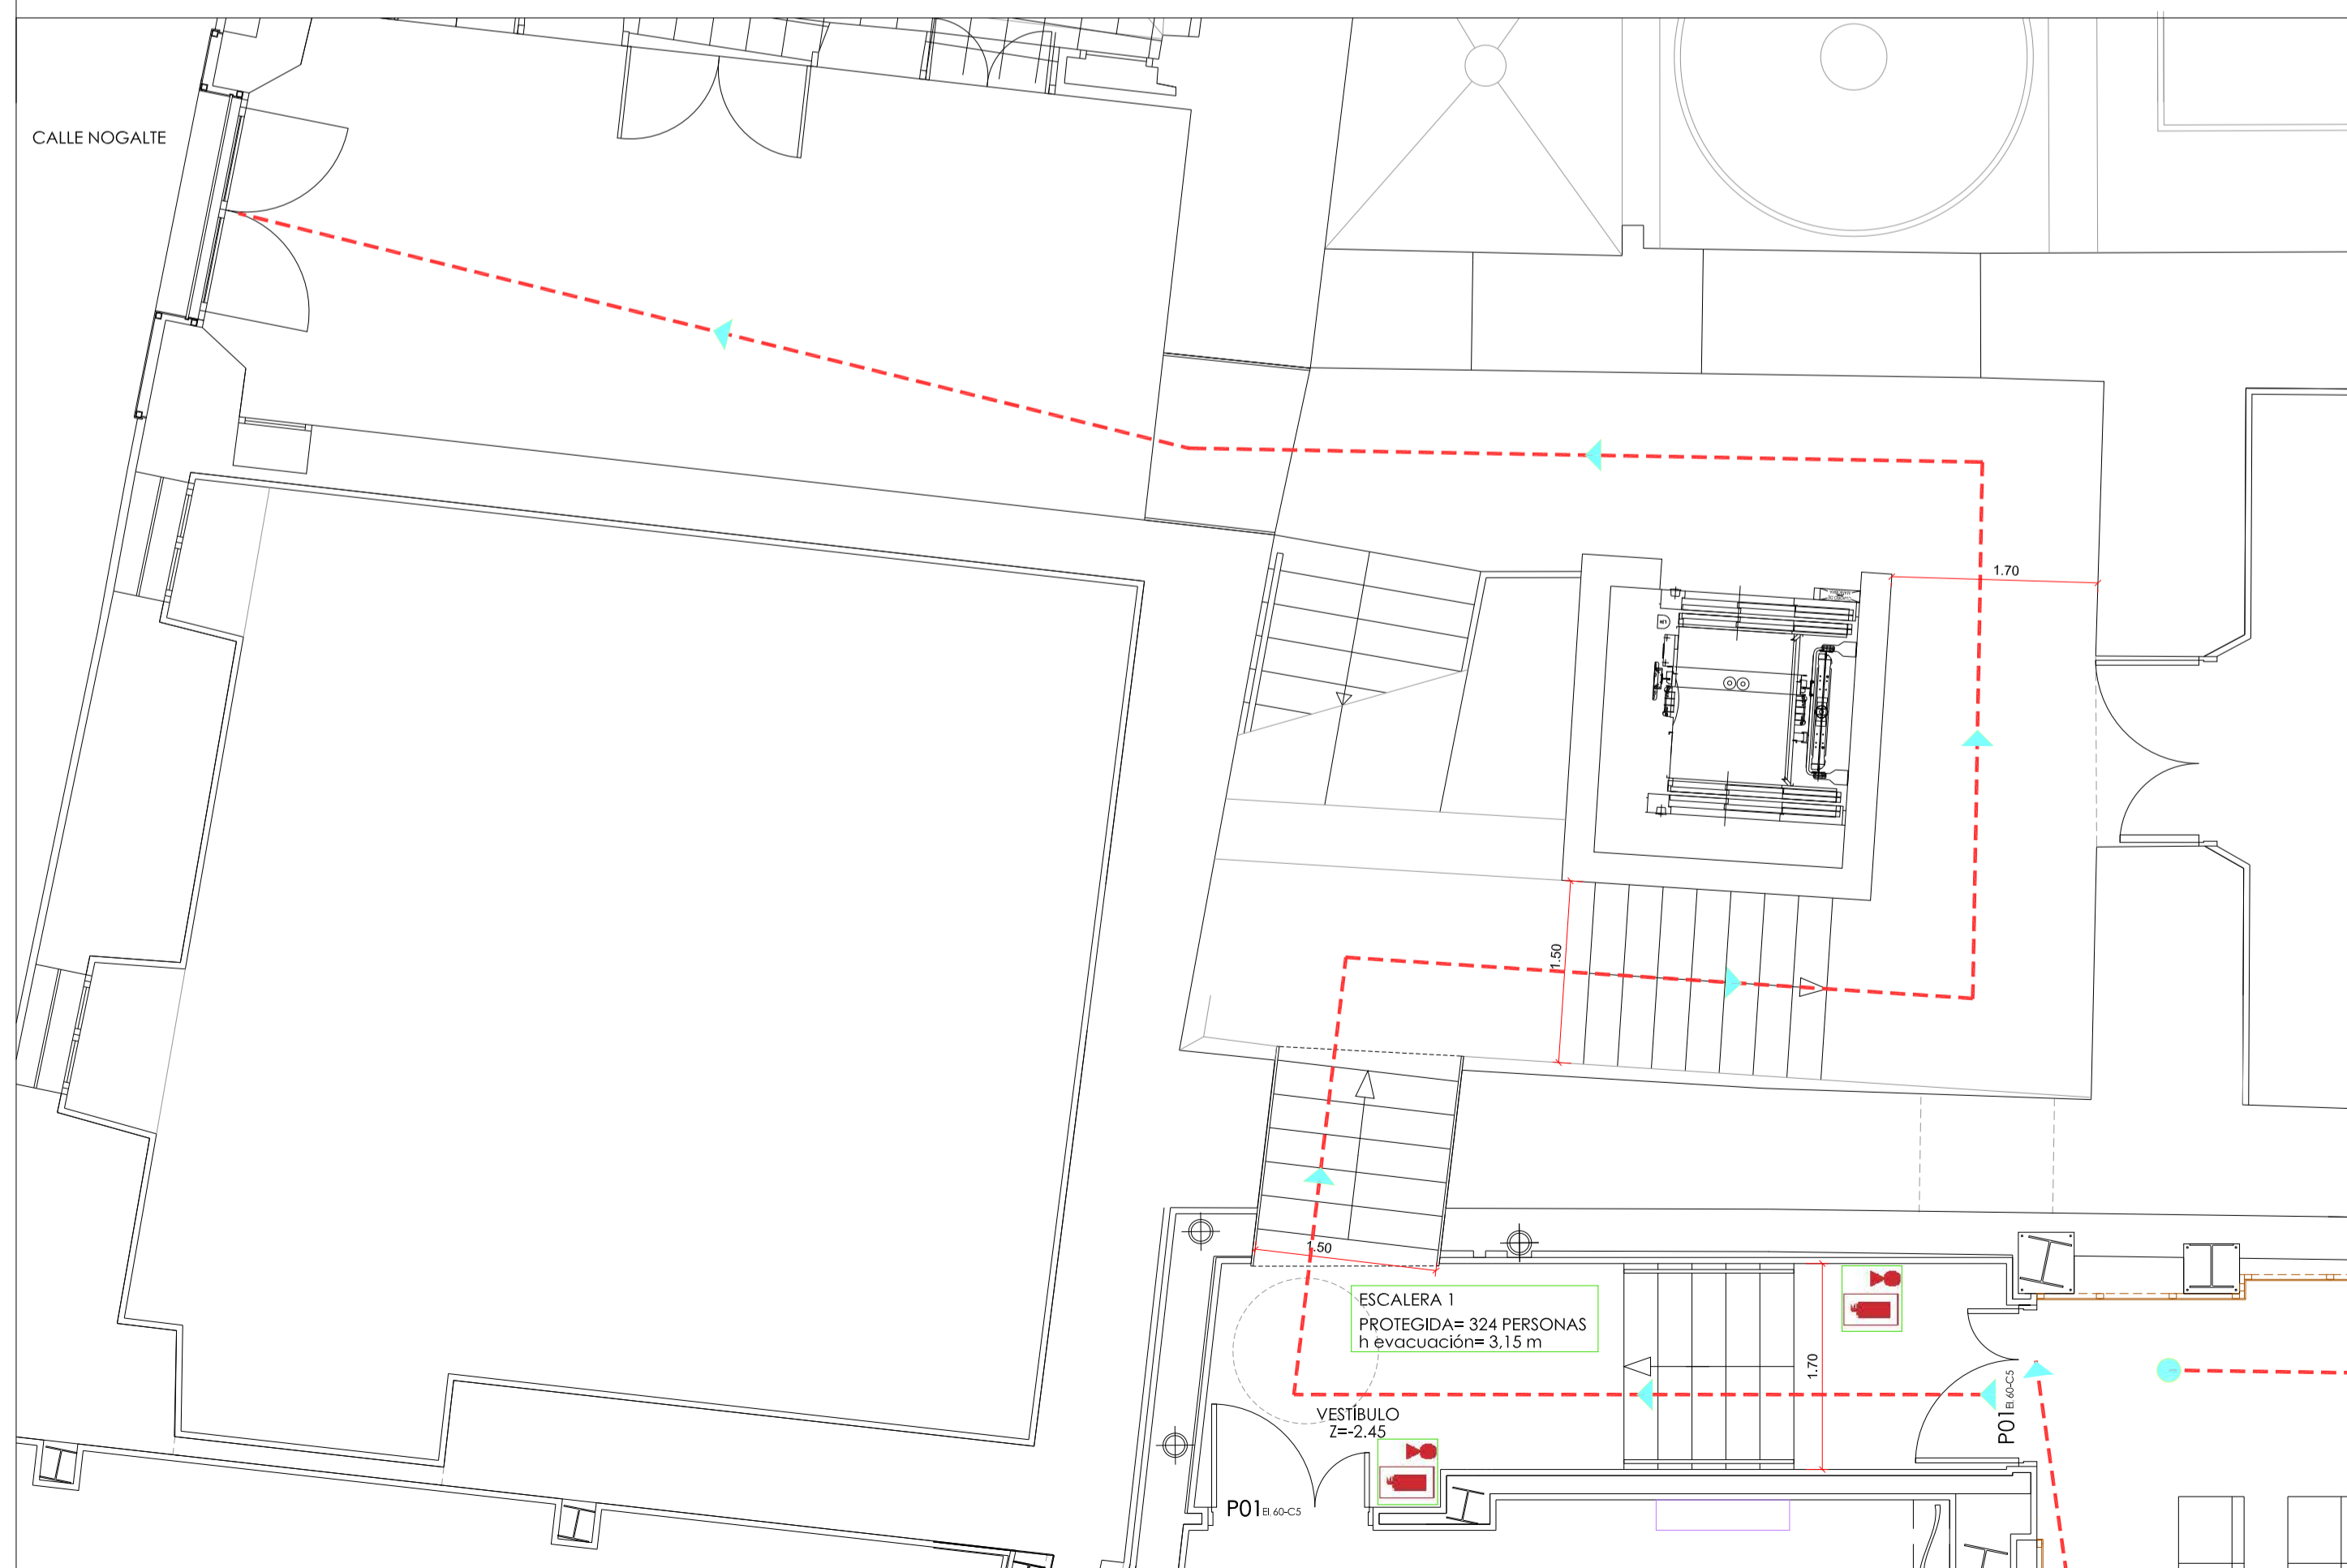 CALLE NOGALTE
1.70
1.50
1.50
ESCALERA 1
PROTEGIDA= 324 PERSONAS
h evacuación= 3,15 m
1.70
P01 EI 60-C5
VESTÍBULO
Z=-2.45
P01 EI 60-C5